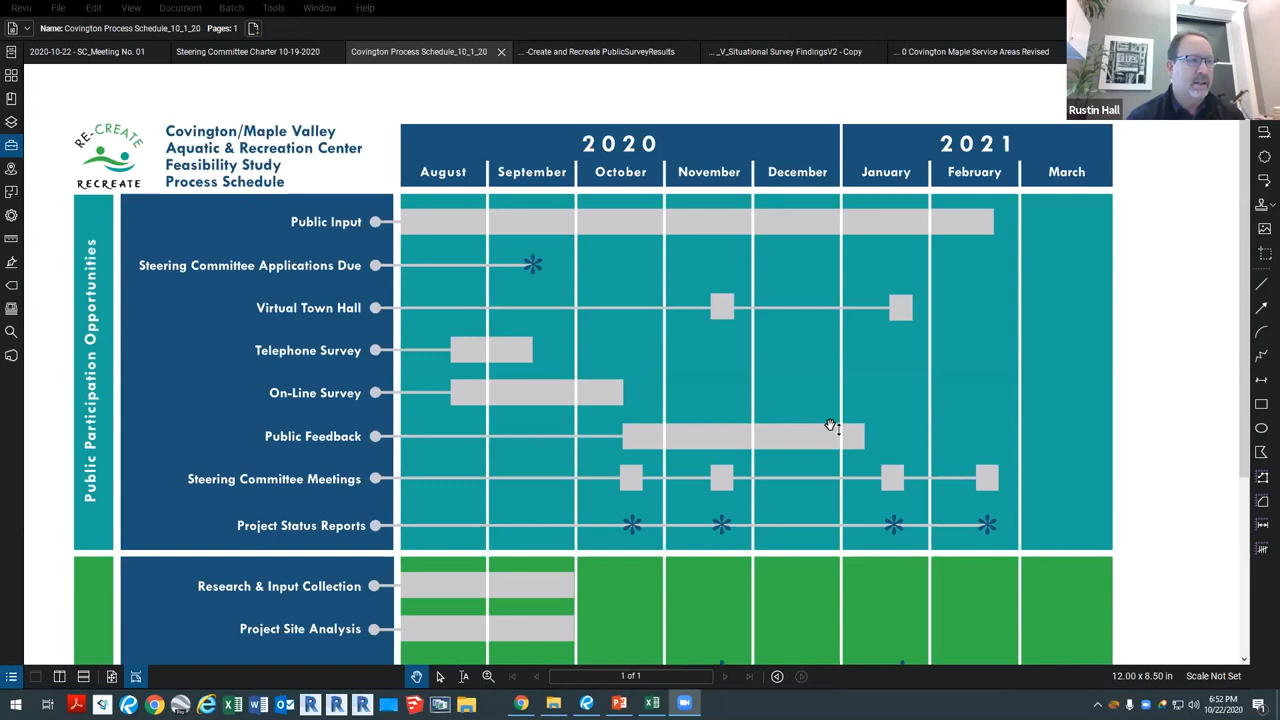 Revu File Edit View Document Batch Tools Window Help
Name: Covington Process Schedule_10_1_20 Pages: 1
2020-10-22 - SC_Meeting No. 01
Steering Committee Charter 10-19-2020
Covington Process Schedule_10_1_20
... -Create and Recreate PublicSurveyResults
... _V_Situational Survey FindingsV2 - Copy
... 0 Covington Maple Service Areas Revised
Rustin Hall
RE-CREATE
RECREATE
Covington/Maple Valley
Aquatic & Recreation Center
Feasibility Study
Process Schedule
2020
2021
August September October November December January February March
Public Participation Opportunities
Public Input
Steering Committee Applications Due
Virtual Town Hall
Telephone Survey
On-Line Survey
Public Feedback
Steering Committee Meetings
Project Status Reports
Research & Input Collection
Project Site Analysis
1 of 1
12.00 x 8.50 in Scale Not Set
6:52 PM
10/22/2020